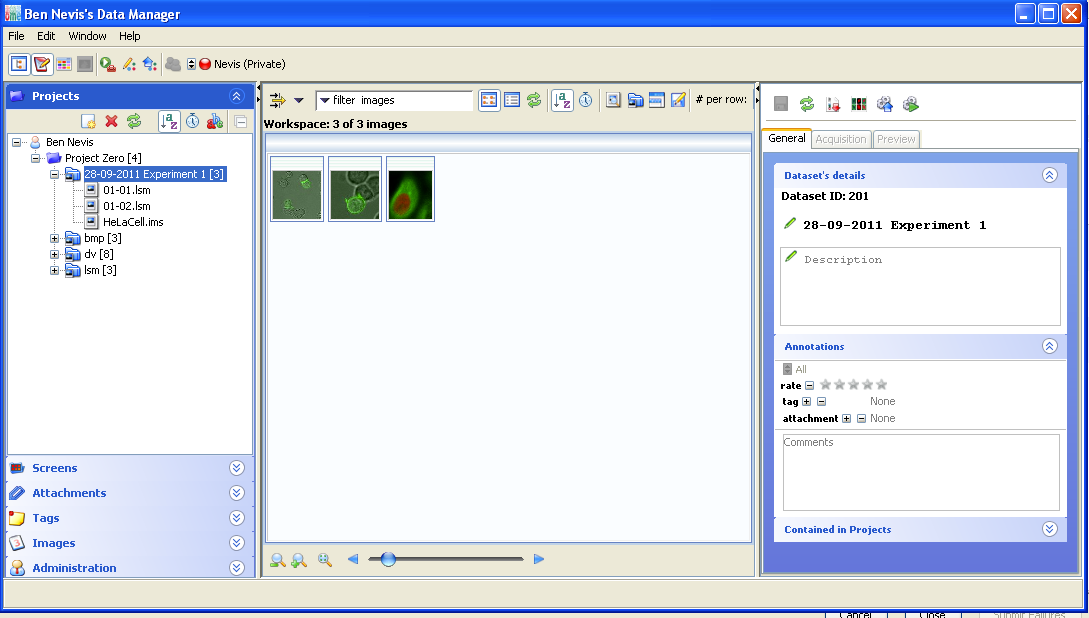 Ben Nevis's Data Manager
File Edit Window Help
Nevis (Private)
Projects
Ben Nevis
Project Zero [4]
28-09-2011 Experiment 1 [3]
01-01.lsm
01-02.lsm
HeLaCell.ims
bmp [3]
dv [8]
lsm [3]
Screens
Attachments
Tags
Images
Administration
filter images
# per row:
Workspace: 3 of 3 images
General Acquisition Preview
Dataset's details
Dataset ID: 201
28-09-2011 Experiment 1
Description
Annotations
All
rate
tag None
attachment None
Comments
Contained in Projects
Cancel Close Submit Failures